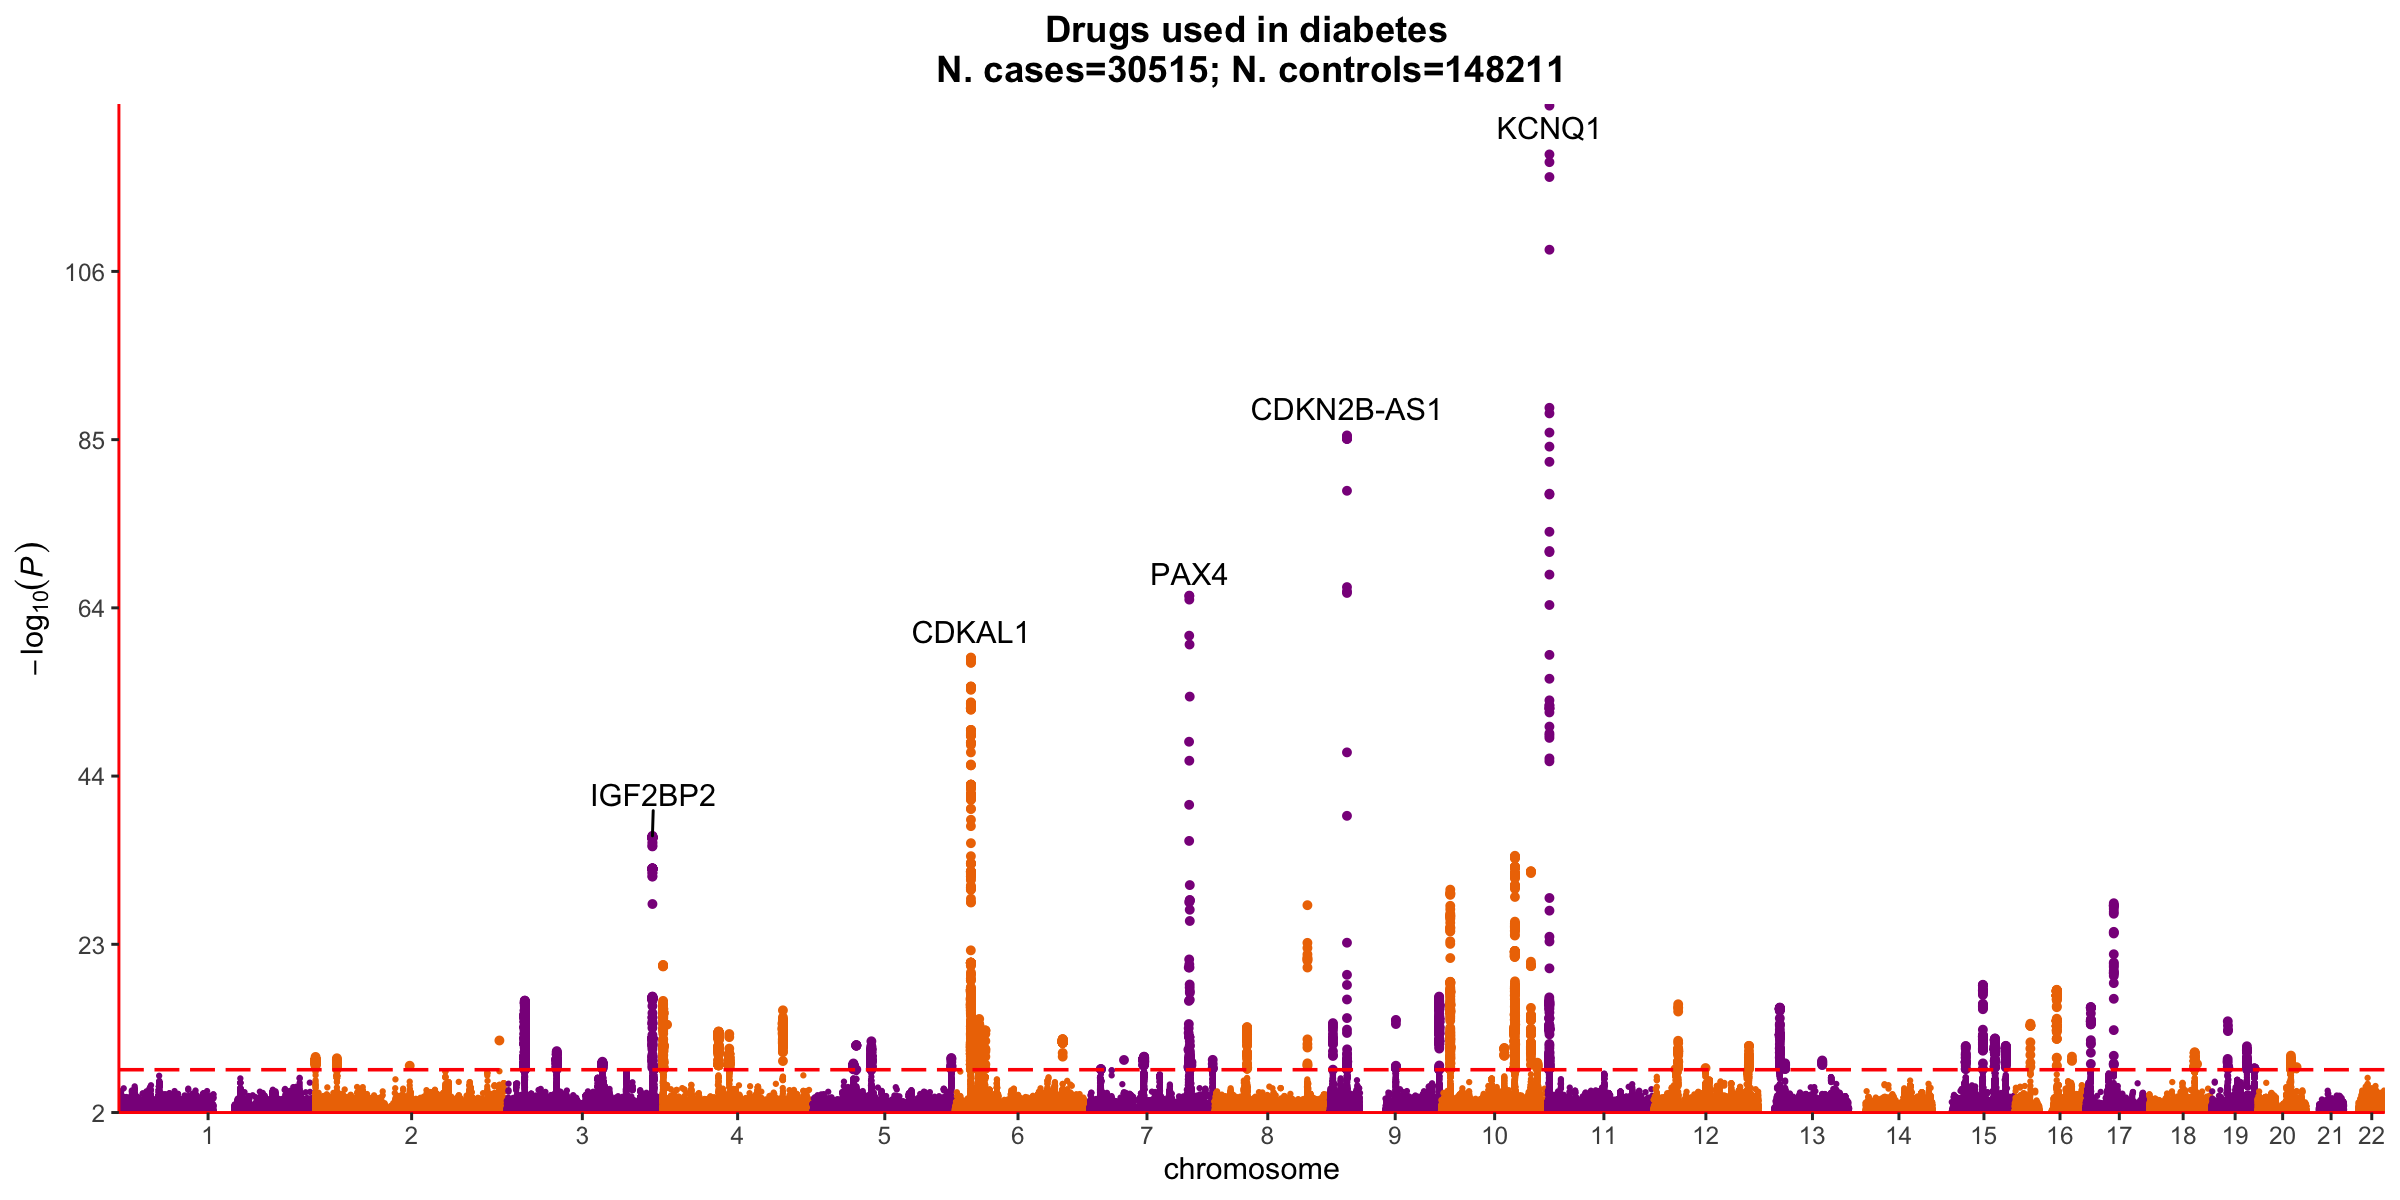 Drugs used in diabetes
N. cases=30515; N. controls=148211
KCNQ1
106
CDKN2B-AS1
85
PAX4
64
CDKAL1
−log10(P)
44
IGF2BP2
23
2
1 2 3 4 5 6 7 8 9 10 11 12 13 14 15 16 17 18 19 20 21 22
chromosome